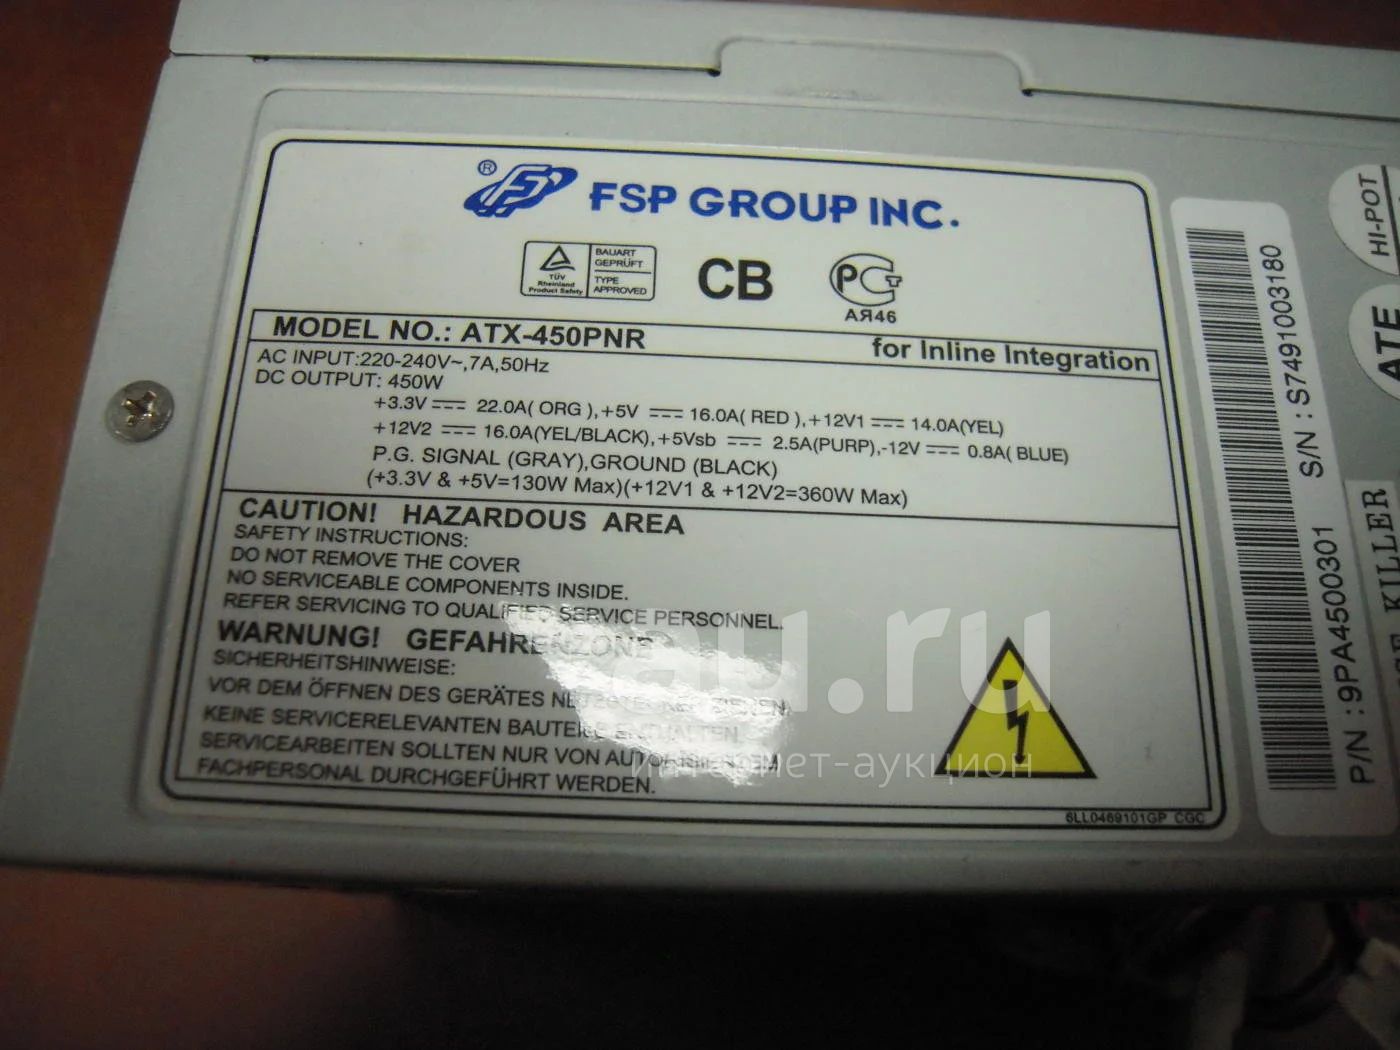 ® FSP GROUP INC.
TÜV Rheinland Product Safety
BAUART GEPRÜFT
TYPE APPROVED
CB
РСТ
АЯ46
MODEL NO.: ATX-450PNR
for Inline Integration
AC INPUT:220-240V~,7A,50Hz
DC OUTPUT: 450W
+3.3V 22.0A( ORG ),+5V 16.0A( RED ),+12V1 14.0A(YEL)
+12V2 16.0A(YEL/BLACK),+5Vsb 2.5A(PURP),-12V 0.8A( BLUE)
P.G. SIGNAL (GRAY),GROUND (BLACK)
(+3.3V & +5V=130W Max)(+12V1 & +12V2=360W Max)
CAUTION! HAZARDOUS AREA
SAFETY INSTRUCTIONS:
DO NOT REMOVE THE COVER
NO SERVICEABLE COMPONENTS INSIDE.
REFER SERVICING TO QUALIFIED SERVICE PERSONNEL.
WARNUNG! GEFAHRENZONE
SICHERHEITSHINWEISE:
VOR DEM ÖFFNEN DES GERÄTES NETZSTECKER ZIEHEN.
KEINE SERVICERELEVANTEN BAUTEILE ENTHALTEN.
SERVICEARBEITEN SOLLTEN NUR VON
FACHPERSONAL DURCHGEFÜHRT WERDEN.
6LL0469101GP CGC
P/N : 9PA4500301 S/N : S7491003180
HI-POT
ATE
KILLER
au.ru
интернет-аукцион